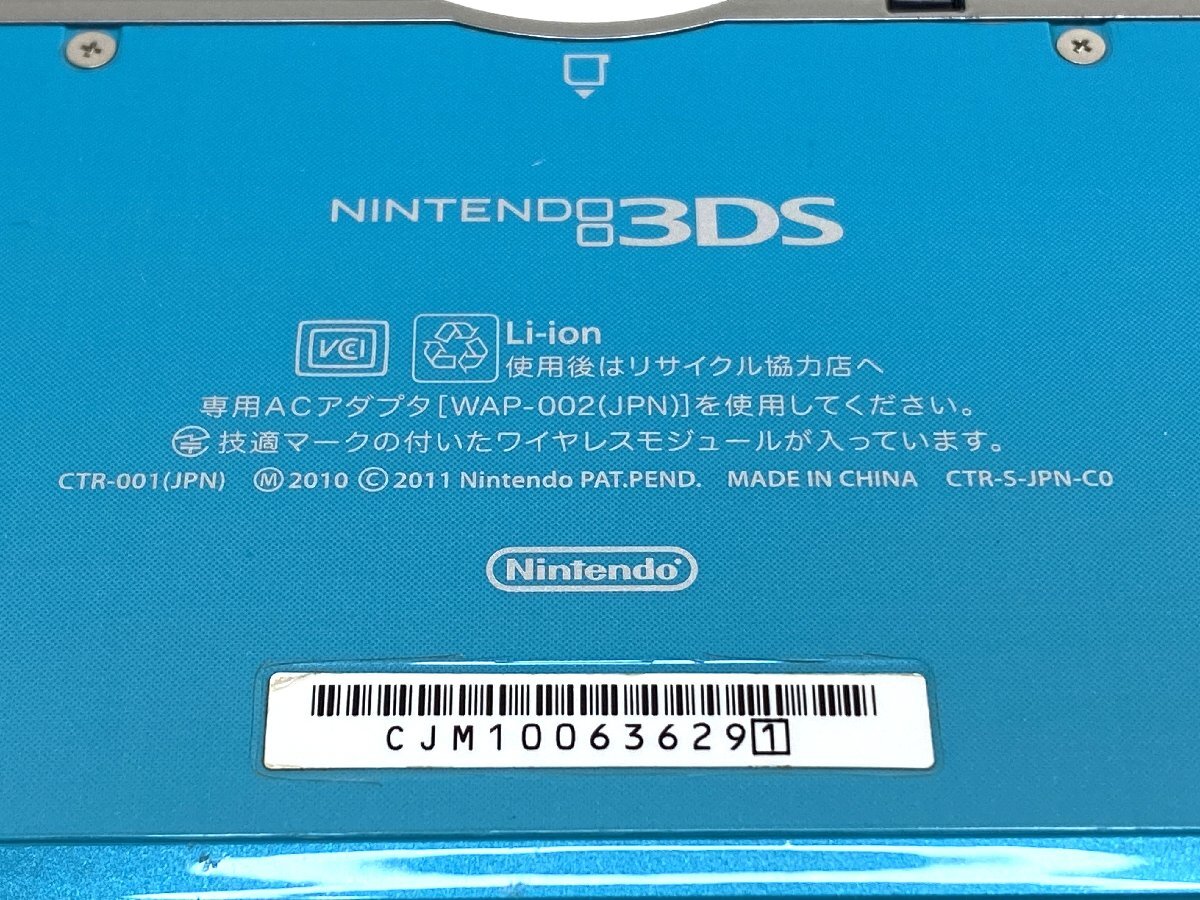 NINTENDO 3DS
VCI
Li-ion
使用後はリサイクル協力店へ
専用ACアダプタ[WAP-002(JPN)]を使用してください。
技適マークの付いたワイヤレスモジュールが入っています。
CTR-001(JPN) Ⓜ2010 ©2011 Nintendo PAT.PEND. MADE IN CHINA CTR-S-JPN-C0
Nintendo®
CJM100636291